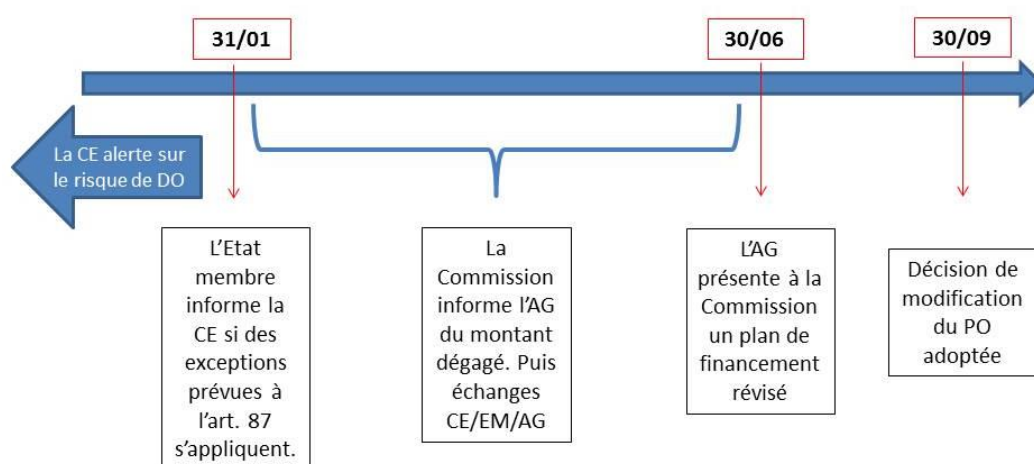 31/01
30/06
30/09
La CE alerte sur
le risque de DO
L'Etat
membre
informe la
CE si des
exceptions
prévues à
l'art. 87
s'appliquent.
La
Commission
informe l'AG
du montant
dégagé. Puis
échanges
CE/EM/AG
L'AG
présente à la
Commission
un plan de
financement
révisé
Décision de
modification
du PO
adoptée